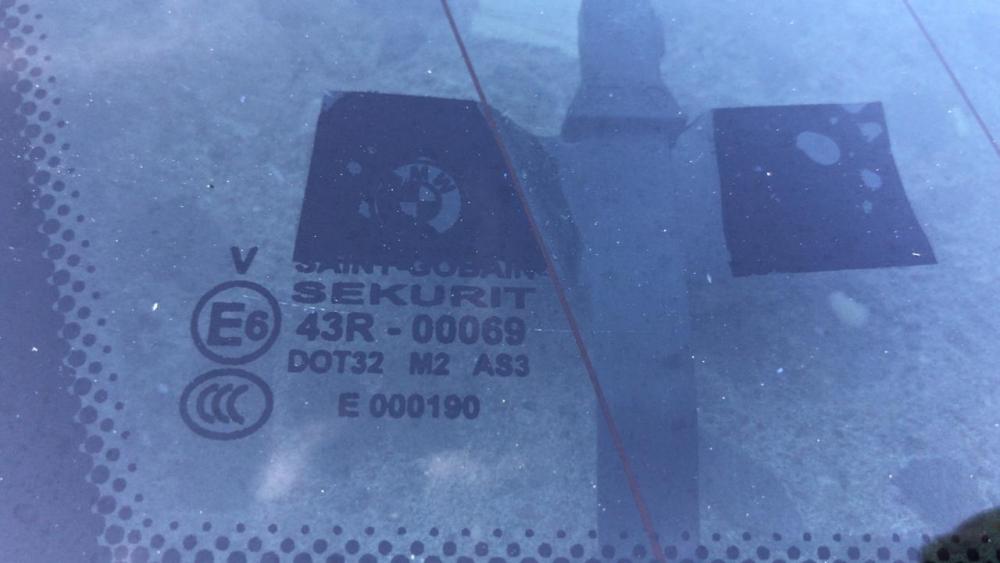 BMW
V
SAINT-GOBAIN
SEKURIT
E6 43R - 00069
DOT32 M2 AS3
CCC E 000190